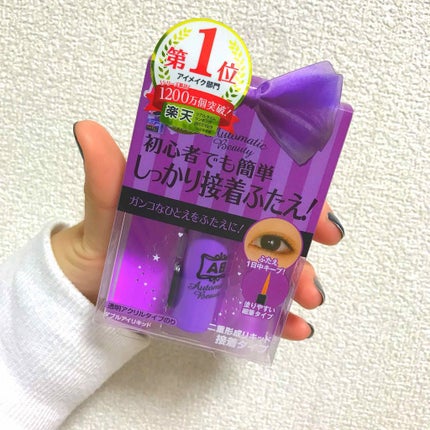 第1位
アイメイク部門
1200万個突破!
楽天
Automatic
Beauty
初心者でも簡単
しっかり接着ふたえ!
ガンコなひとえをふたえに!
ふたえ
1日中キープ!
塗りやすい
細筆タイプ
AB
Automatic
Beauty
透明アクリルタイプのり
ダブルアイリキッド
二重形成リキッド
接着タイプ